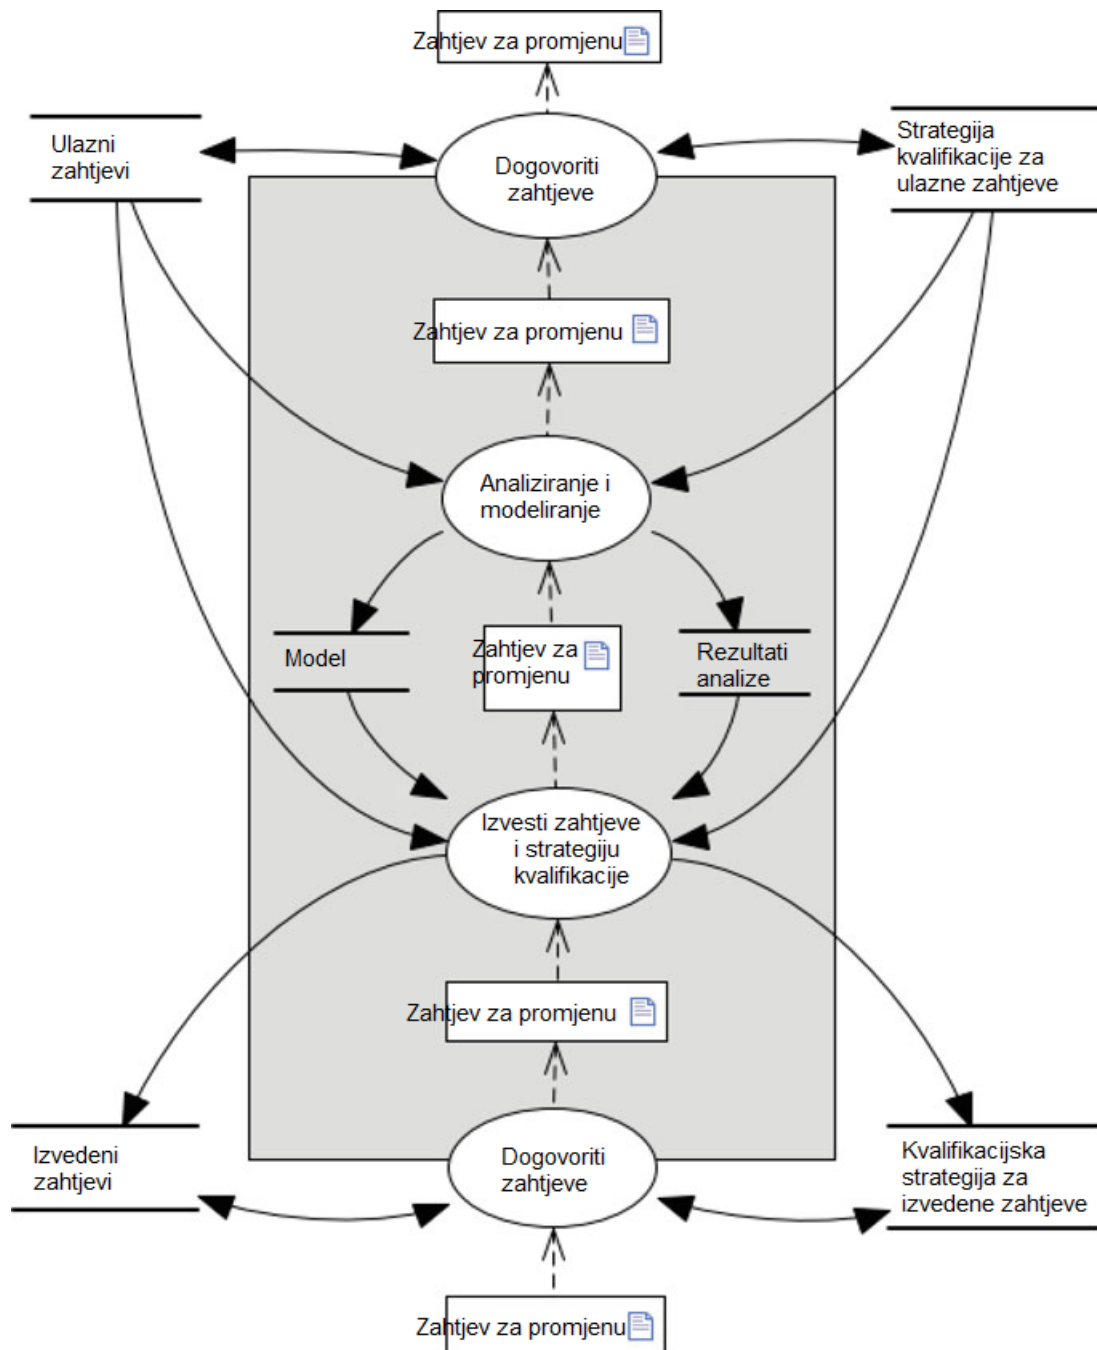 Zahtjev za promjenu
Ulazni
zahtjevi
Dogovoriti
zahtjeve
Strategija
kvalifikacije za
ulazne zahtjeve
Zahtjev za promjenu
Analiziranje i
modeliranje
Model
Zahtjev za
promjenu
Rezultati
analize
Izvesti zahtjeve
i strategiju
kvalifikacije
Zahtjev za promjenu
Izvedeni
zahtjevi
Dogovoriti
zahtjeve
Kvalifikacijska
strategija za
izvedene zahtjeve
Zahtjev za promjenu